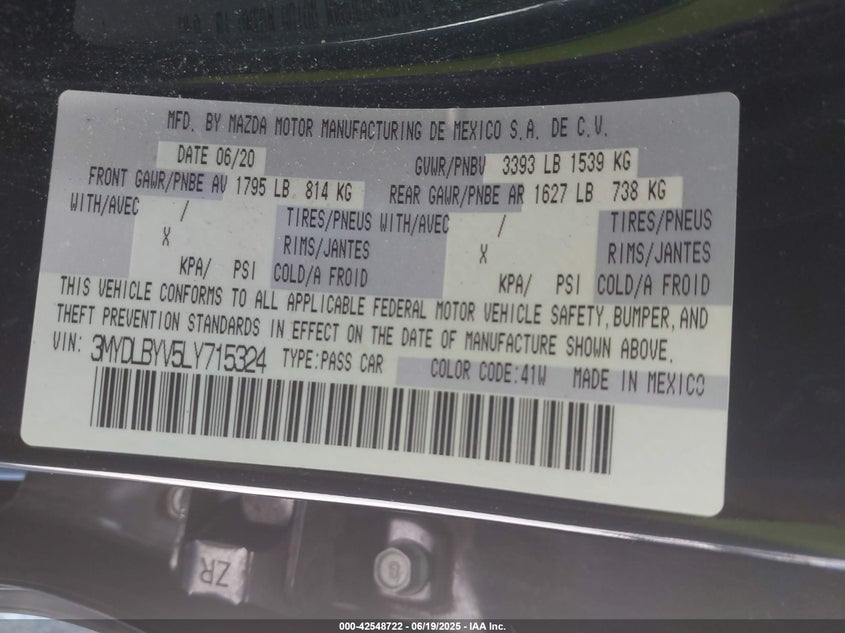 MFD. BY MAZDA MOTOR MANUFACTURING DE MEXICO S.A. DE C.V.
DATE 06/20 GVWR/PNBV 3393 LB 1539 KG
FRONT GAWR/PNBE AV 1795 LB 814 KG REAR GAWR/PNBE AR 1627 LB 738 KG
WITH/AVEC / TIRES/PNEUS WITH/AVEC / TIRES/PNEUS
X RIMS/JANTES X RIMS/JANTES
KPA/ PSI COLD/A FROID KPA/ PSI COLD/A FROID
THIS VEHICLE CONFORMS TO ALL APPLICABLE FEDERAL MOTOR VEHICLE SAFETY, BUMPER, AND
THEFT PREVENTION STANDARDS IN EFFECT ON THE DATE OF MANUFACTURE SHOWN ABOVE.
VIN: 3MYDLBYV5LY715324 TYPE:PASS CAR COLOR CODE:41W MADE IN MEXICO
ZR
000-42548722 - 06/19/2025 - IAA Inc.